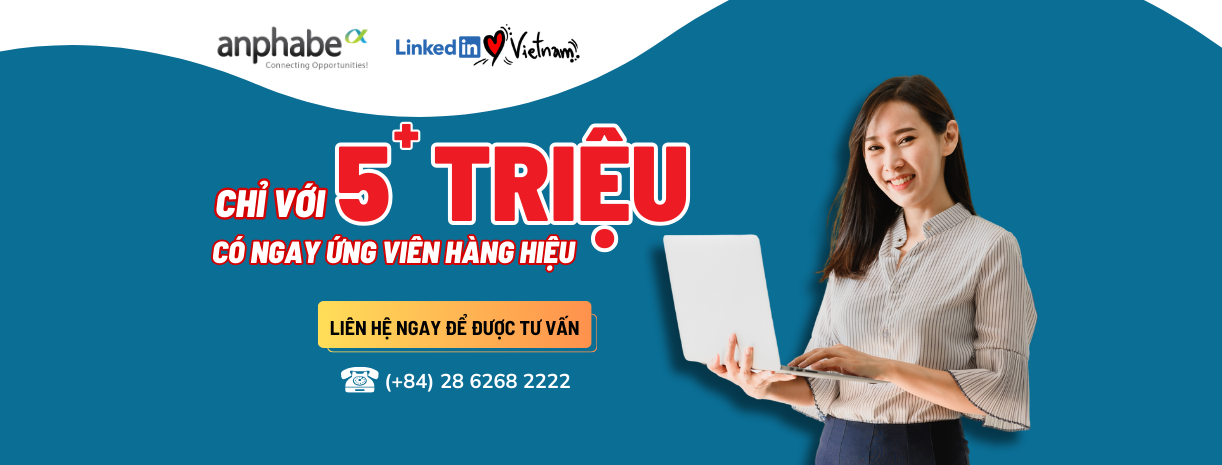 anphabe
Connecting Opportunities!
Linked in Vietnam
CHỈ VỚI 5+ TRIỆU
CÓ NGAY ỨNG VIÊN HÀNG HIỆU
LIÊN HỆ NGAY ĐỂ ĐƯỢC TƯ VẤN
(+84) 28 6268 2222